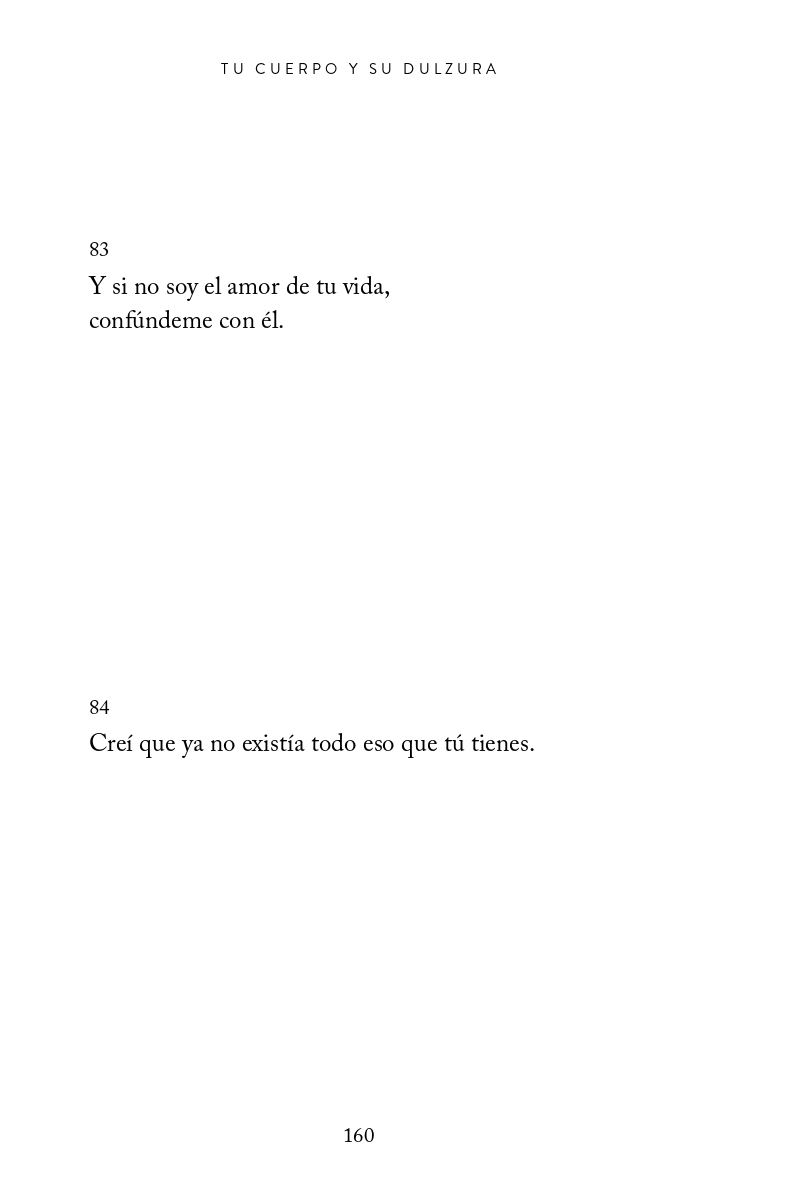 TU CUERPO Y SU DULZURA
83
Y si no soy el amor de tu vida,
confúndeme con él.
84
Creí que ya no existía todo eso que tú tienes.
160